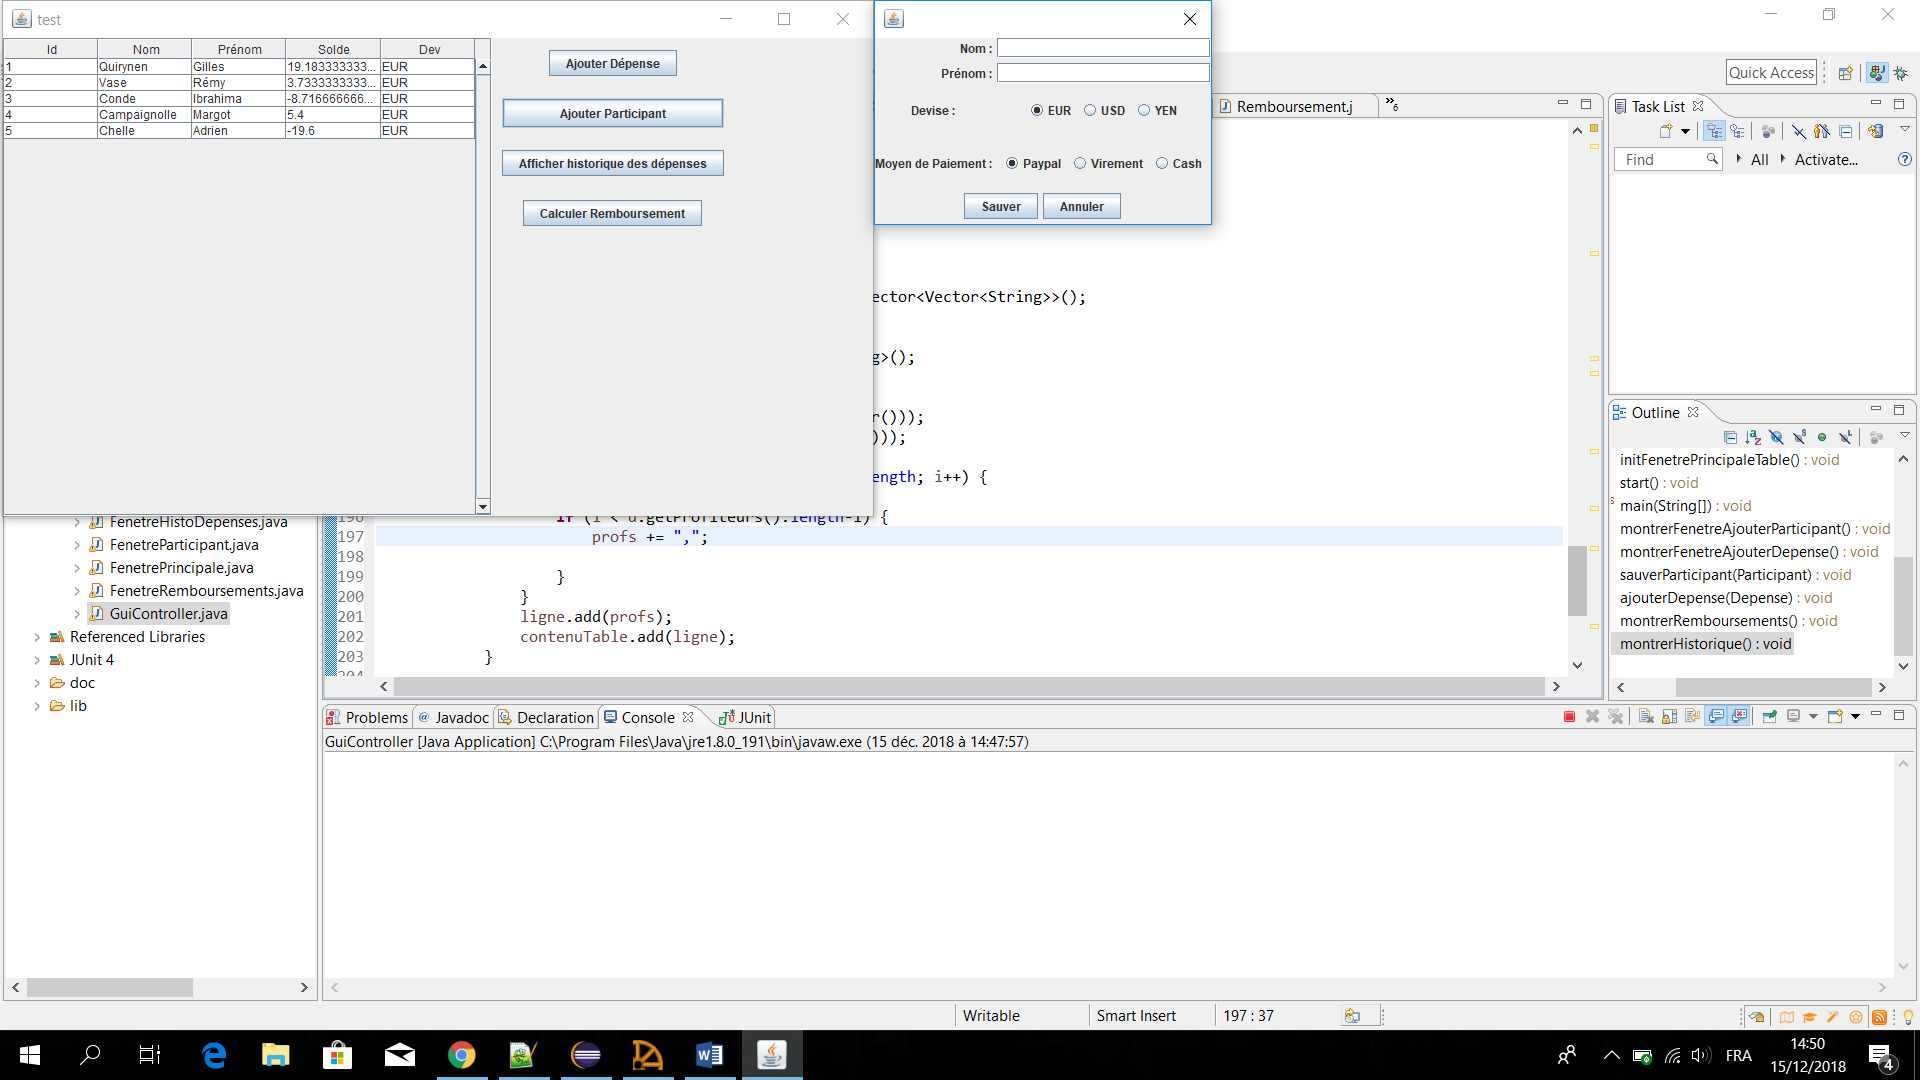 test
Id Nom Prénom Solde Dev
1 Quirynen Gilles 19.183333333... EUR
2 Vase Rémy 3.7333333333... EUR
3 Conde Ibrahima -8.716666666... EUR
4 Campaignolle Margot 5.4 EUR
5 Chelle Adrien -19.6 EUR
Ajouter Dépense
Ajouter Participant
Afficher historique des dépenses
Calculer Remboursement
Nom :
Prénom :
Devise : EUR USD YEN
Moyen de Paiement : Paypal Virement Cash
Sauver Annuler
Quick Access
Remboursement.j
»6
ector<Vector<String>>();
g>();
r()));
)));
ength; i++) {
196 if (i < d.getProfiteurs().length-1) {
197 profs += ",";
198
199 }
200 }
201 ligne.add(profs);
202 contenuTable.add(ligne);
203 }
204
FenetreHistoDepenses.java
FenetreParticipant.java
FenetrePrincipale.java
FenetreRemboursements.java
GuiController.java
Referenced Libraries
JUnit 4
doc
lib
Task List
Find All Activate...
Outline
initFenetrePrincipaleTable() : void
start() : void
main(String[]) : void
montrerFenetreAjouterParticipant() : void
montrerFenetreAjouterDepense() : void
sauverParticipant(Participant) : void
ajouterDepense(Depense) : void
montrerRemboursements() : void
montrerHistorique() : void
Problems Javadoc Declaration Console JUnit
GuiController [Java Application] C:\Program Files\Java\jre1.8.0_191\bin\javaw.exe (15 déc. 2018 à 14:47:57)
Writable Smart Insert 197 : 37
FRA
14:50
15/12/2018
4